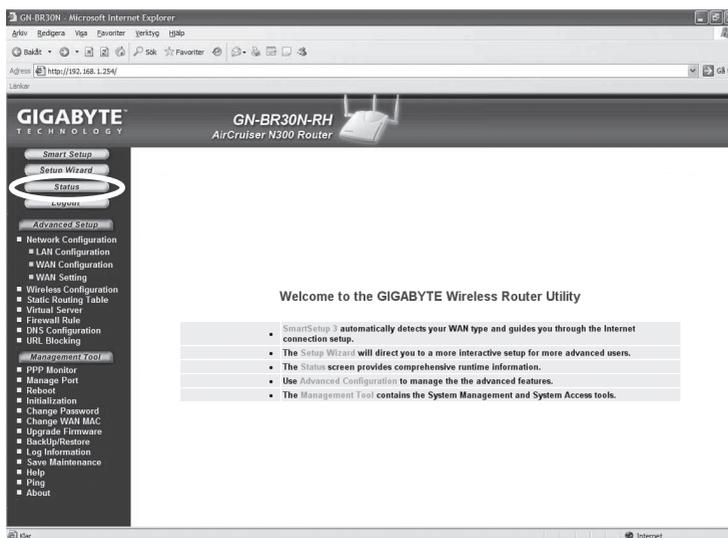 GN-BR30N - Microsoft Internet Explorer
Arkiv Redigera Visa Favoriter Verktyg Hjälp
Bakåt Sök Favoriter
Adress http://192.168.1.254/ Gå
Länkar
GIGABYTE™
TECHNOLOGY
GN-BR30N-RH
AirCruiser N300 Router
Smart Setup
Setup Wizard
Status
Logout
Advanced Setup
Network Configuration
LAN Configuration
WAN Configuration
WAN Setting
Wireless Configuration
Static Routing Table
Virtual Server
Firewall Rule
DNS Configuration
URL Blocking
Management Tool
PPP Monitor
Manage Port
Reboot
Initialization
Change Password
Change WAN MAC
Upgrade Firmware
BackUp/Restore
Log Information
Save Maintenance
Help
Ping
About
Welcome to the GIGABYTE Wireless Router Utility
SmartSetup 3 automatically detects your WAN type and guides you through the Internet
connection setup.
The Setup Wizard will direct you to a more interactive setup for more advanced users.
The Status screen provides comprehensive runtime information.
Use Advanced Configuration to manage the the advanced features.
The Management Tool contains the System Management and System Access tools.
Klar Internet